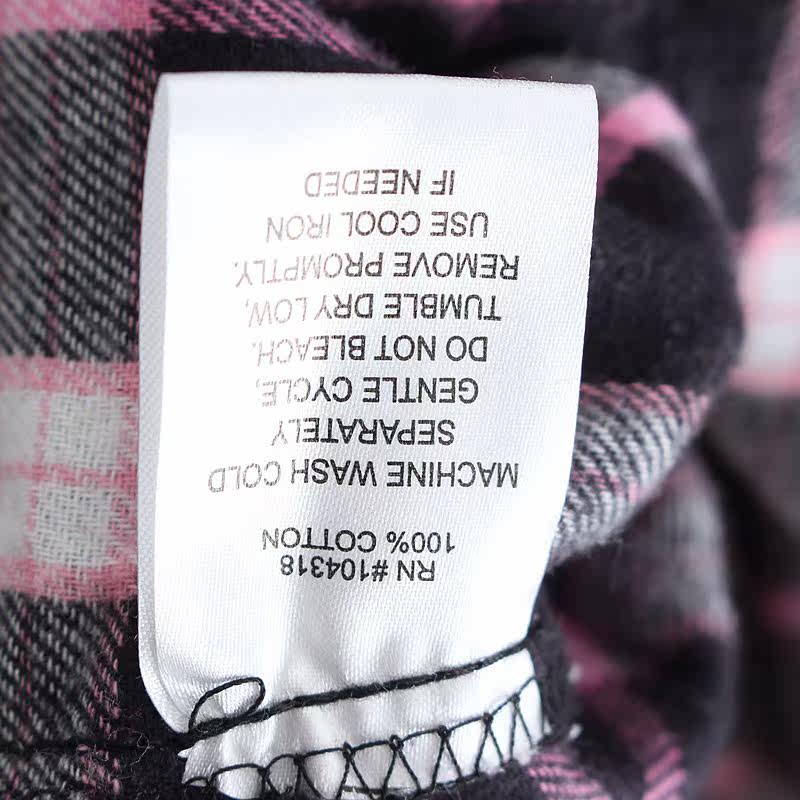 RN #104318
100% COTTON
MACHINE WASH COLD
SEPARATELY
GENTLE CYCLE,
DO NOT BLEACH.
TUMBLE DRY LOW,
REMOVE PROMPTLY.
USE COOL IRON
IF NEEDED